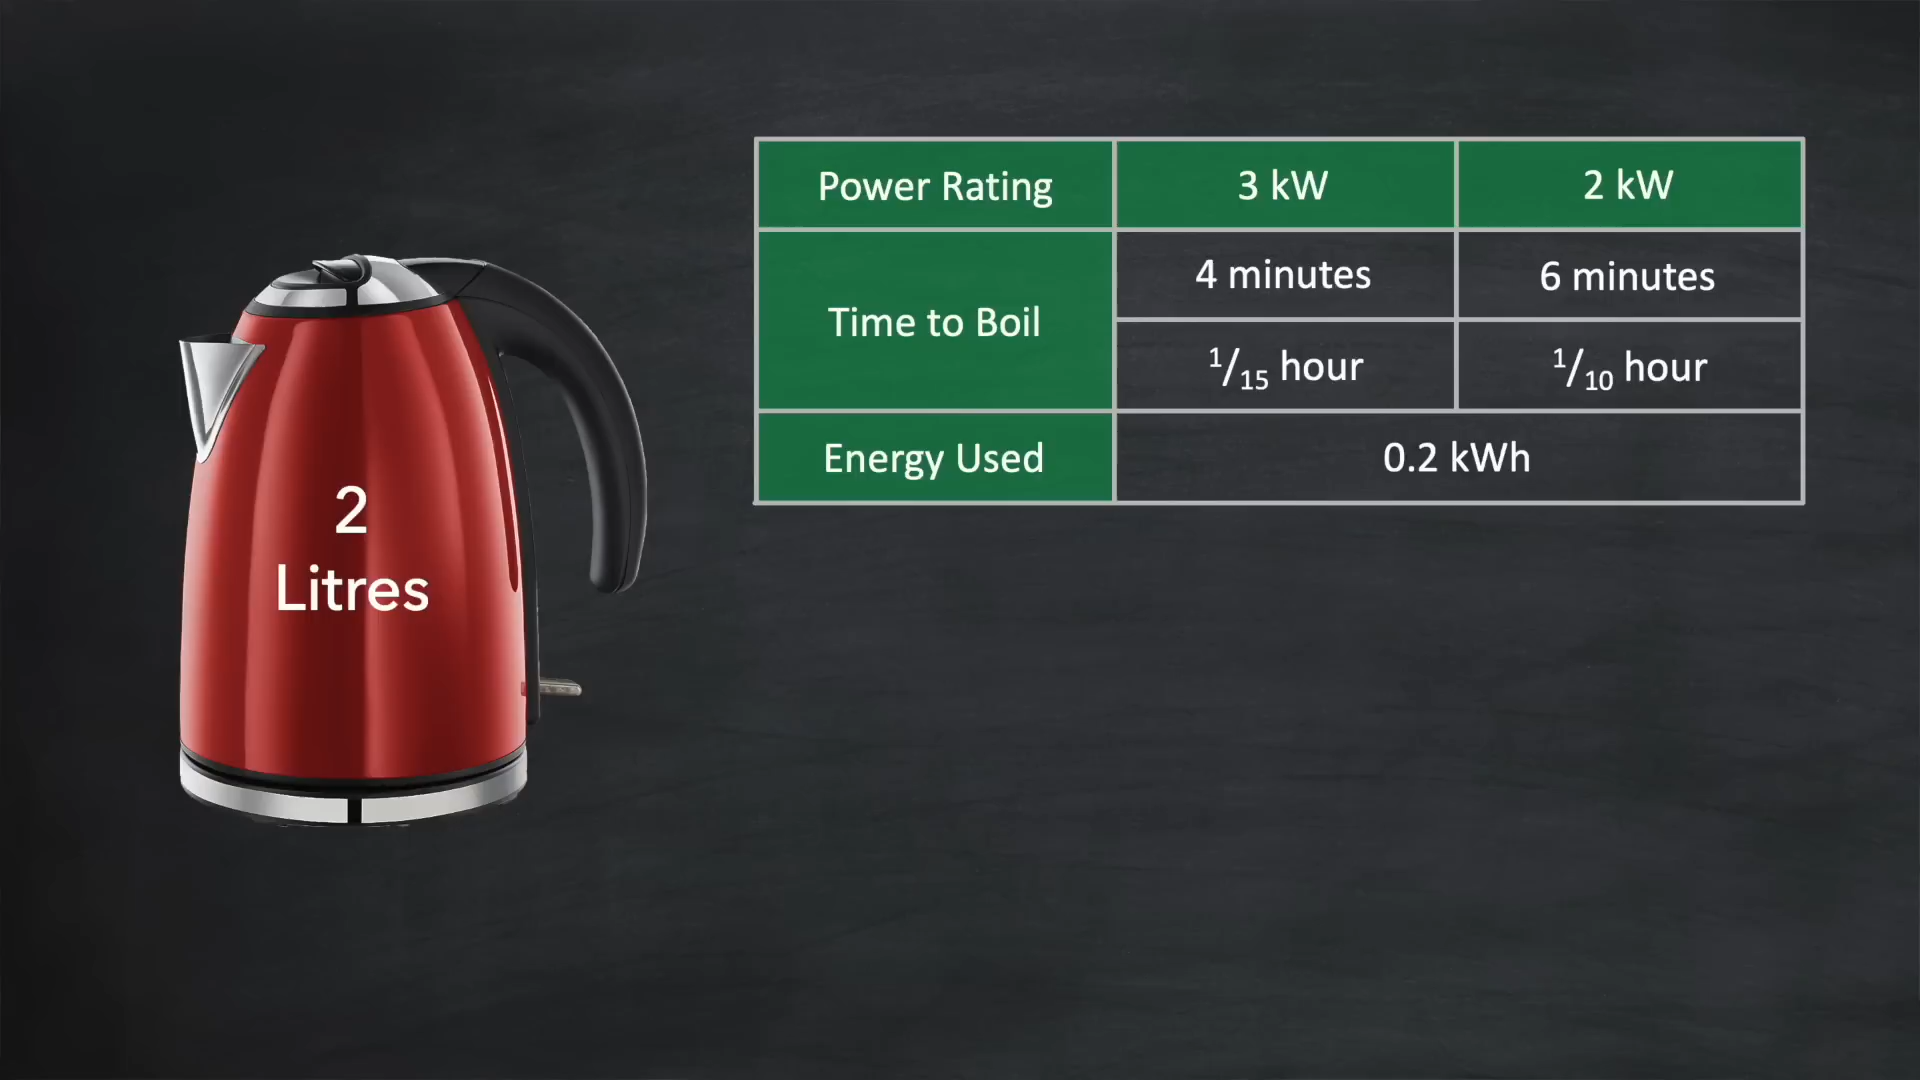 2
Litres
Power Rating 3 kW 2 kW
Time to Boil 4 minutes 6 minutes
1/15 hour 1/10 hour
Energy Used 0.2 kWh